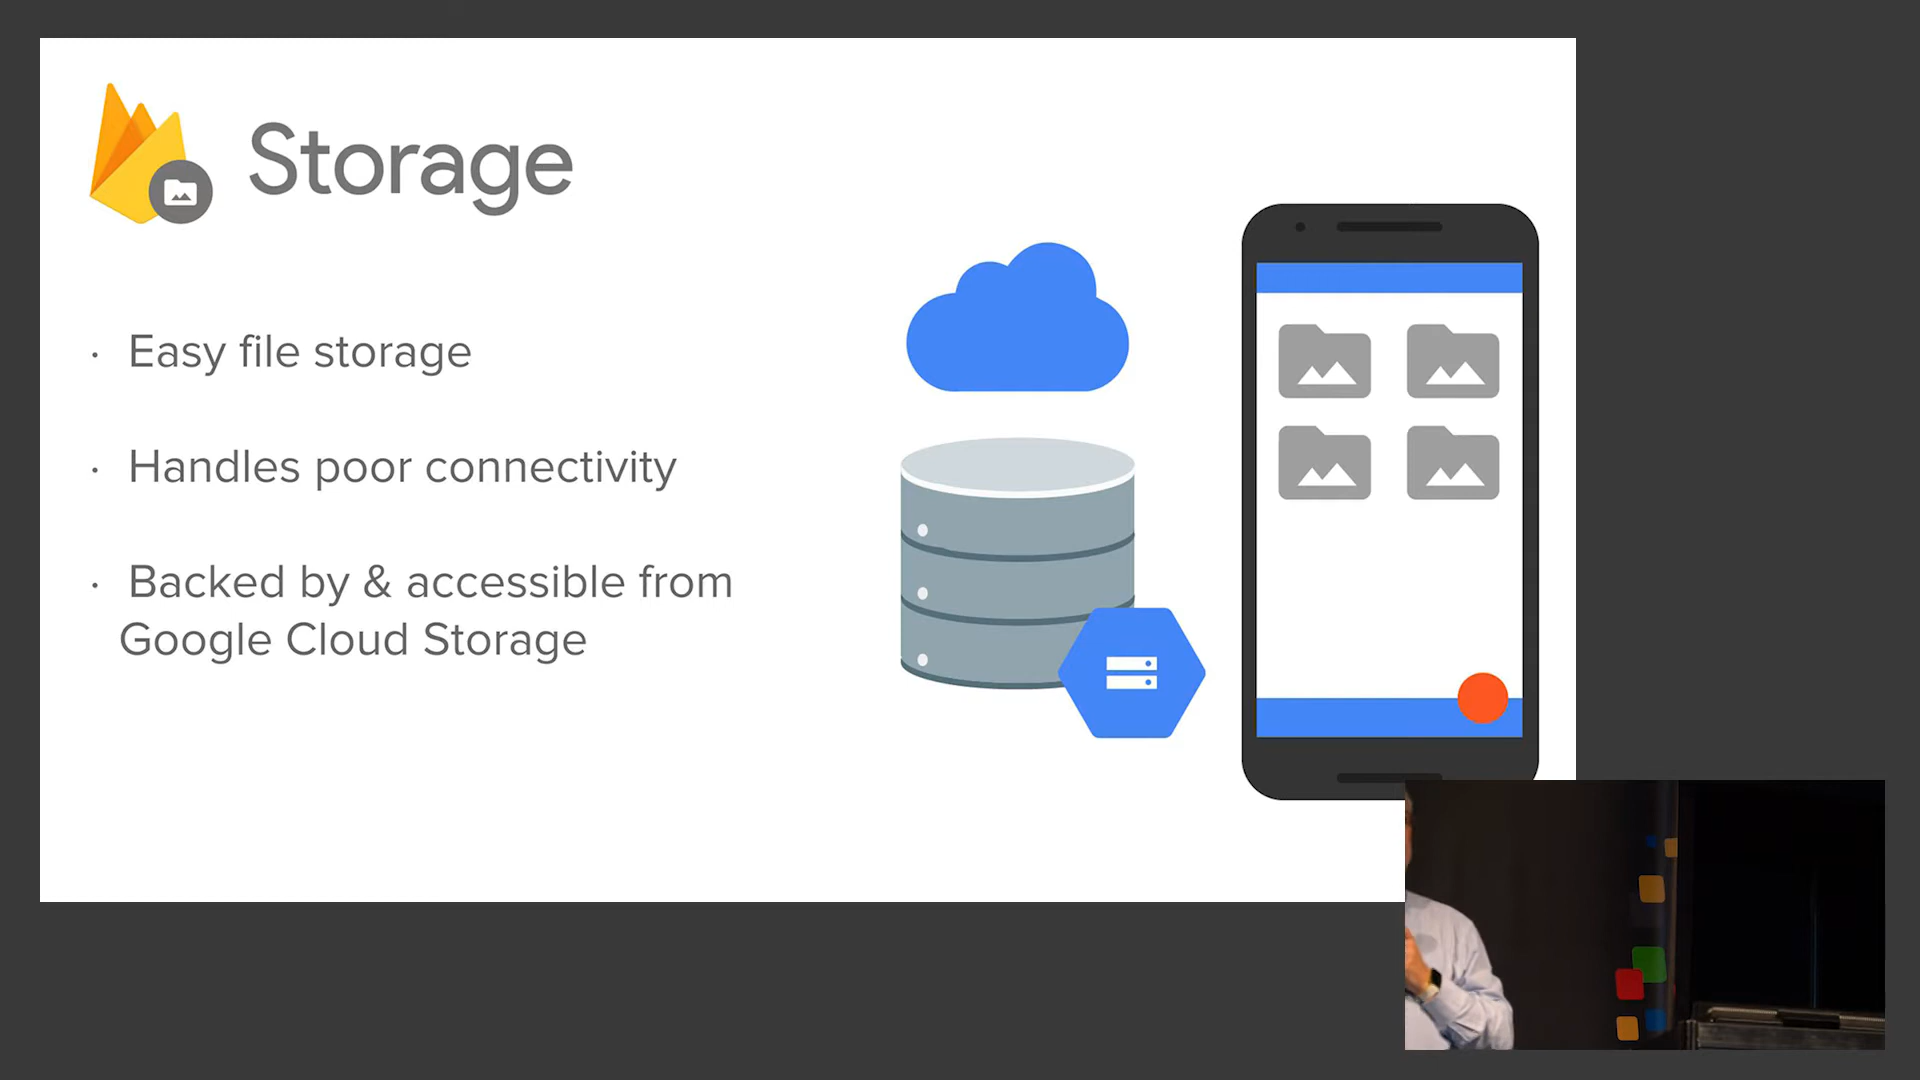 Storage
· Easy file storage
· Handles poor connectivity
· Backed by & accessible from
Google Cloud Storage